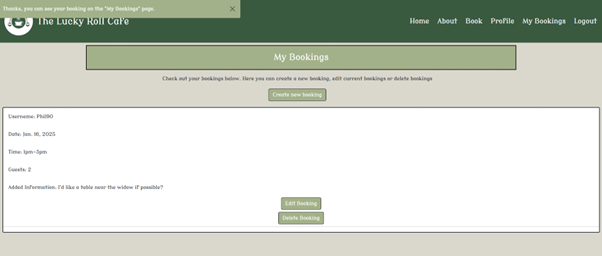 Thanks, you can see your booking on the "My Bookings" page.
The Lucky Roll Cafe
Home About Book Profile My Bookings Logout
My Bookings
Check out your bookings below. Here you can create a new booking, edit current bookings or delete bookings
Create new booking
Username: Phil90
Date: Jan. 16, 2025
Time: 1pm-3pm
Guests: 2
Added Information: I'd like a table near the widow if possible?
Edit Booking
Delete Booking